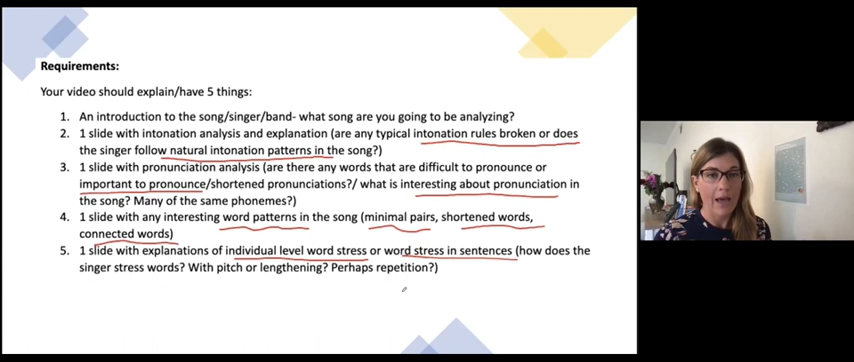 Requirements:
Your video should explain/have 5 things:
1. An introduction to the song/singer/band- what song are you going to be analyzing?
2. 1 slide with intonation analysis and explanation (are any typical intonation rules broken or does
the singer follow natural intonation patterns in the song?)
3. 1 slide with pronunciation analysis (are there any words that are difficult to pronounce or
important to pronounce/shortened pronunciations?/ what is interesting about pronunciation in
the song? Many of the same phonemes?)
4. 1 slide with any interesting word patterns in the song (minimal pairs, shortened words,
connected words)
5. 1 slide with explanations of individual level word stress or word stress in sentences (how does the
singer stress words? With pitch or lengthening? Perhaps repetition?)